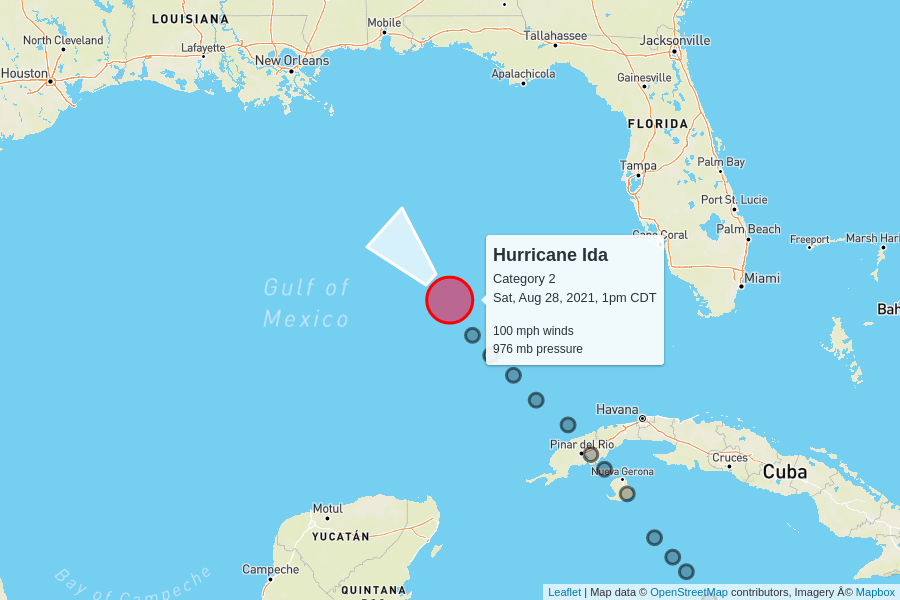 LOUISIANA
Mobile
North Cleveland
Lafayette
Tallahassee
Jacksonville
New Orleans
Houston
Apalachicola
Gainesville
FLORIDA
Tampa
Palm Bay
Port St. Lucie
Palm Beach
Cape Coral
Freeport
Marsh Har
Hurricane Ida
Category 2
Sat, Aug 28, 2021, 1pm CDT
100 mph winds
976 mb pressure
Miami
Gulf of
Mexico
Bah
Havana
Pinar del Rio
Nueva Gerona
Cruces
Cuba
Motul
YUCATÁN
Campeche
Bay of Campeche
QUINTANA
Leaflet | Map data © OpenStreetMap contributors, Imagery Â© Mapbox